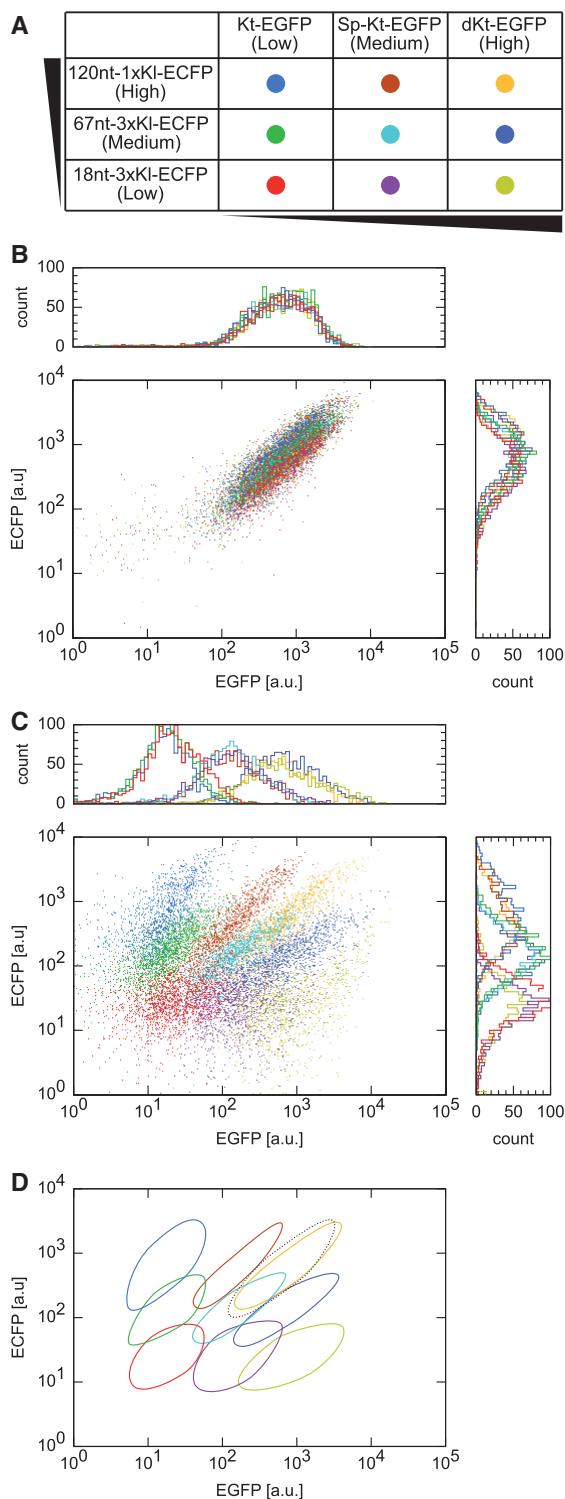 A
Kt-EGFP (Low)
Sp-Kt-EGFP (Medium)
dKt-EGFP (High)
120nt-1xKl-ECFP (High)
67nt-3xKl-ECFP (Medium)
18nt-3xKl-ECFP (Low)
B
100
50
0
count
10^4
10^3
10^2
10^1
10^0
ECFP [a.u]
10^0 10^1 10^2 10^3 10^4 10^5
EGFP [a.u.]
0 50 100
count
C
100
50
0
count
10^4
10^3
10^2
10^1
10^0
ECFP [a.u]
10^0 10^1 10^2 10^3 10^4 10^5
EGFP [a.u.]
0 50 100
count
D
10^4
10^3
10^2
10^1
10^0
ECFP [a.u]
10^0 10^1 10^2 10^3 10^4 10^5
EGFP [a.u.]